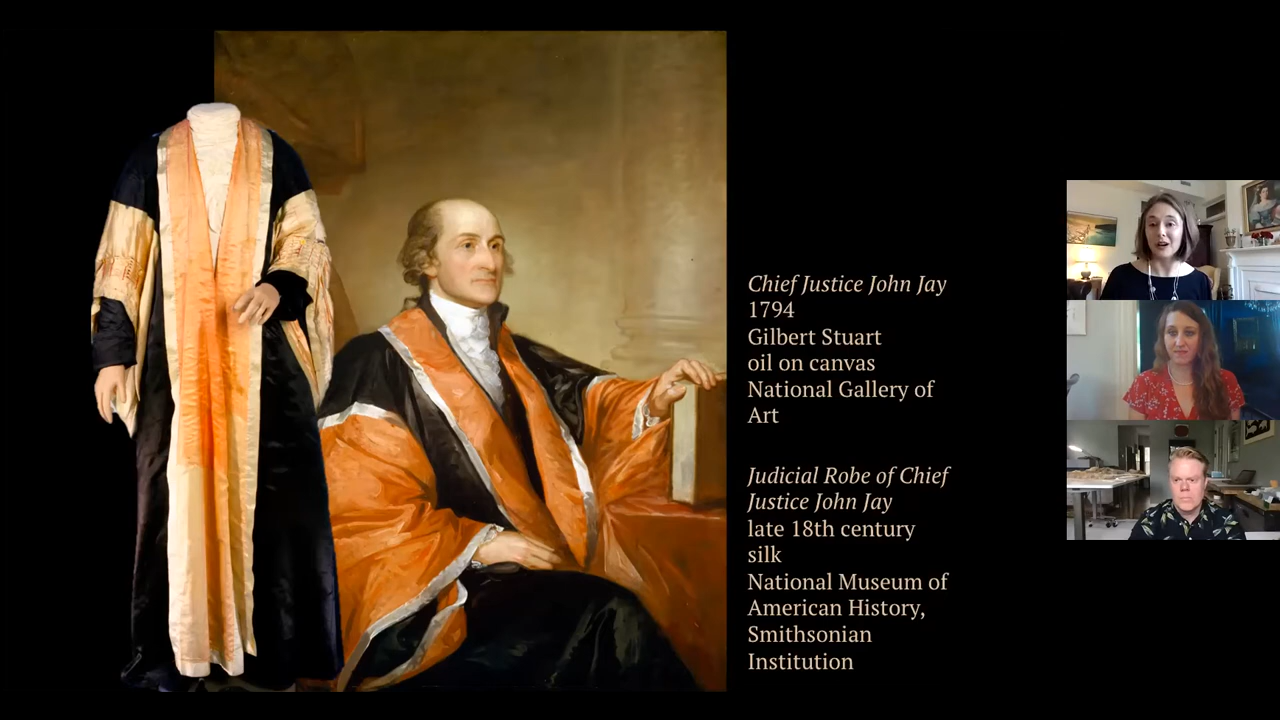 Chief Justice John Jay
1794
Gilbert Stuart
oil on canvas
National Gallery of
Art
Judicial Robe of Chief
Justice John Jay
late 18th century
silk
National Museum of
American History,
Smithsonian
Institution